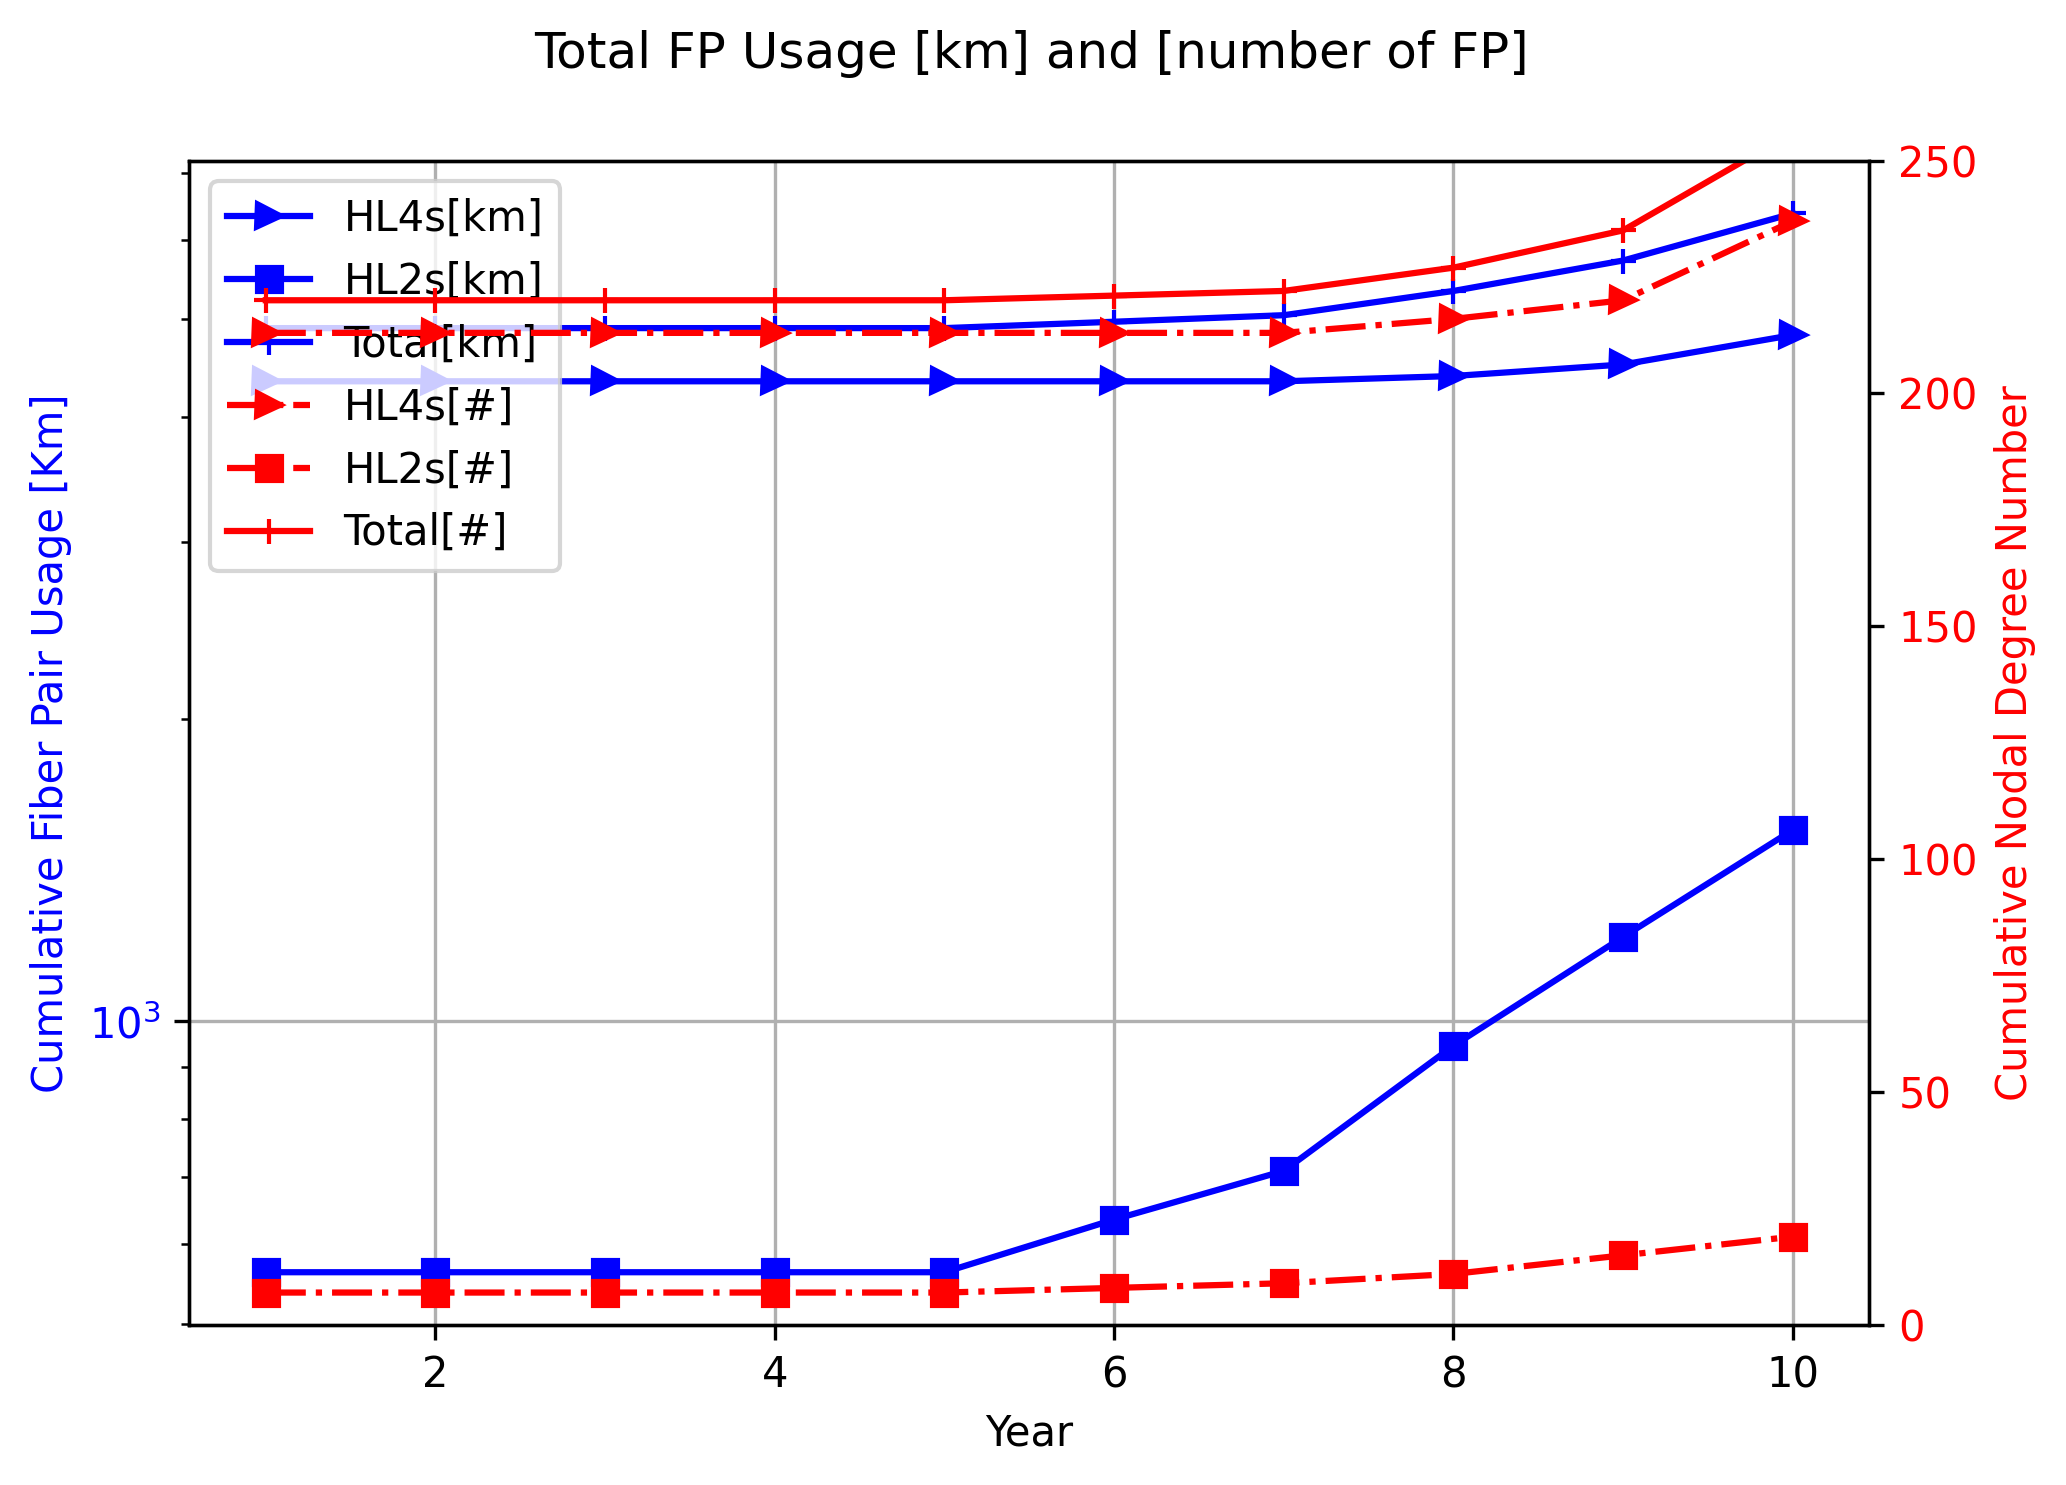 Total FP Usage [km] and [number of FP]
HL4s[km]
HL2s[km]
Total[km]
HL4s[#]
HL2s[#]
Total[#]
Cumulative Fiber Pair Usage [Km]
10³
250
200
150
100
50
0
Cumulative Nodal Degree Number
2 4 6 8 10
Year